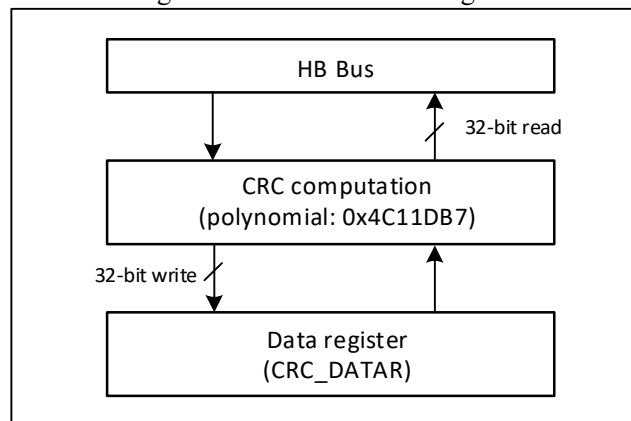 HB Bus
32-bit read
CRC computation
(polynomial: 0x4C11DB7)
32-bit write
Data register
(CRC_DATAR)